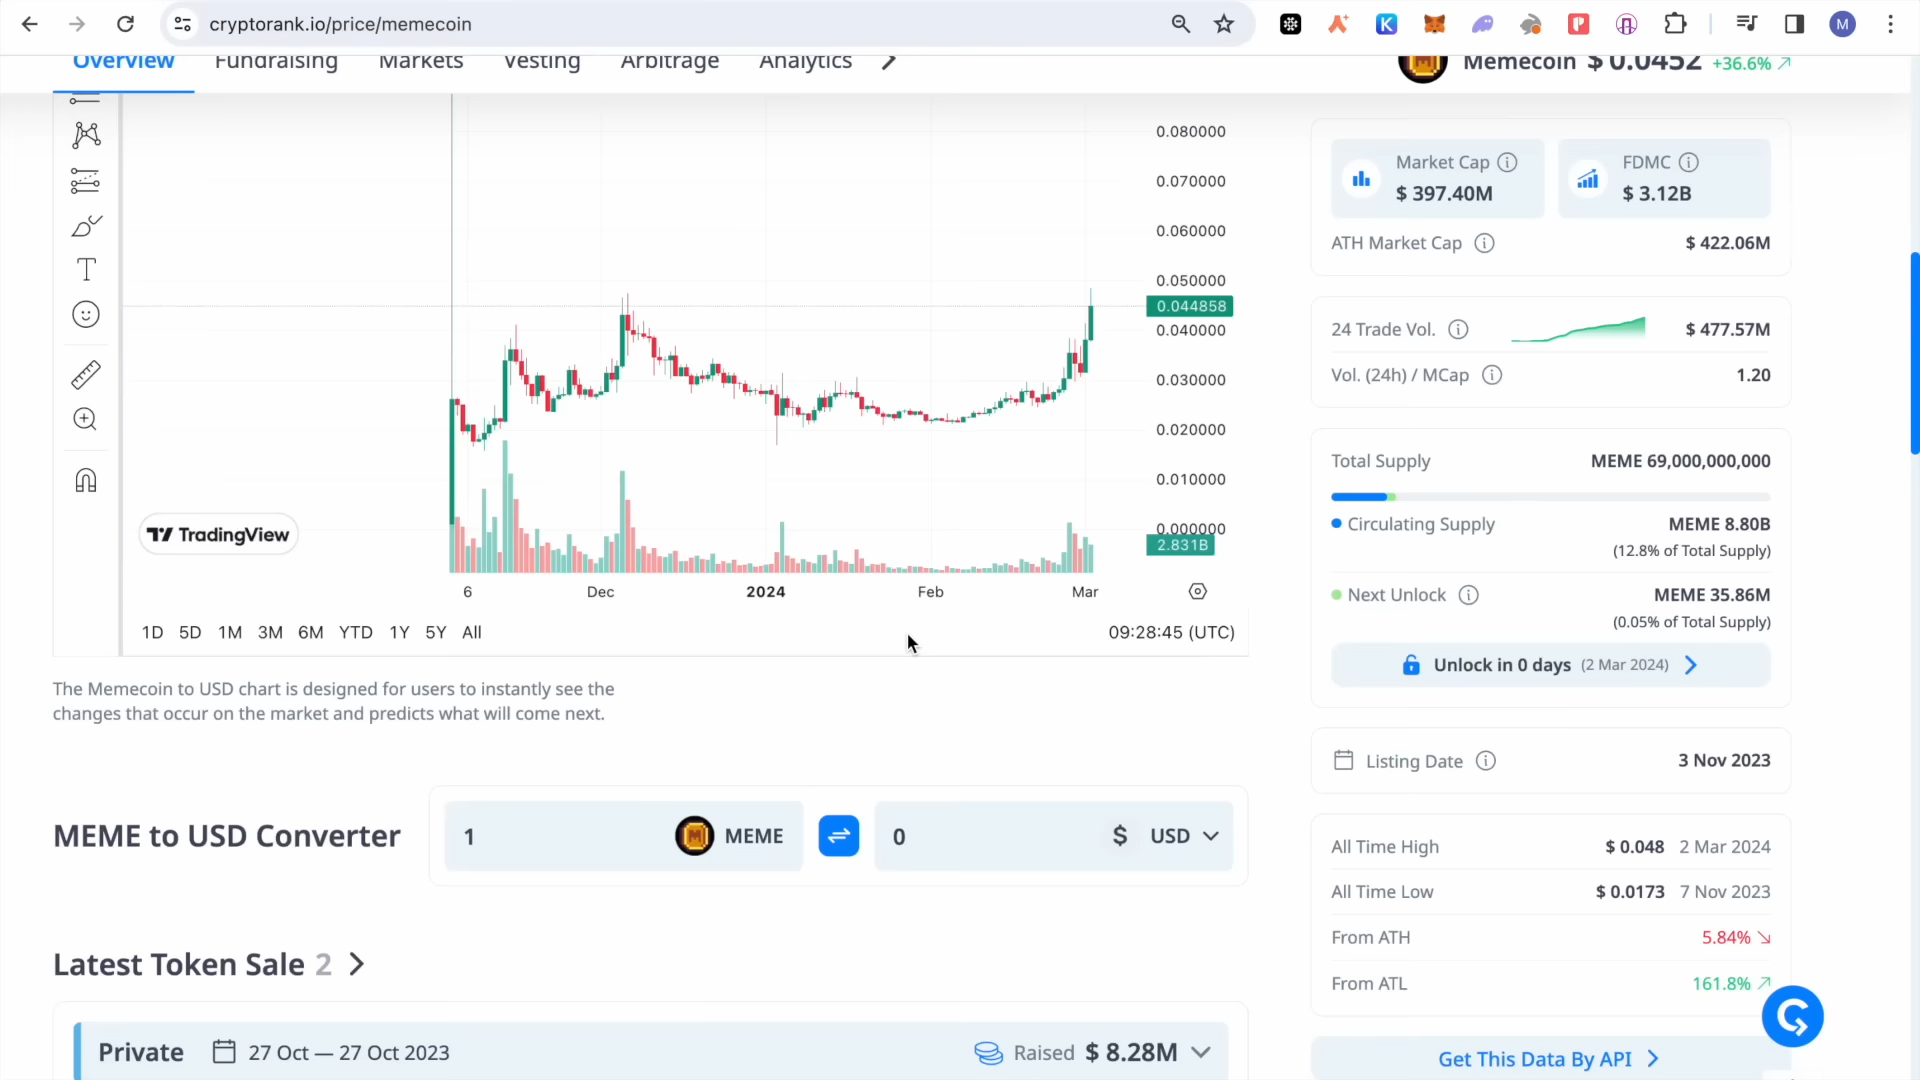 cryptorank.io/price/memecoin
M
Overview
Fundraising
Markets
Vesting
Arbitrage
Analytics
Memecoin $ 0.0452 +36.6%
0.080000
0.070000
0.060000
0.050000
0.044858
0.040000
0.030000
0.020000
0.010000
0.000000
2.831B
TradingView
6 Dec 2024 Feb Mar
1D 5D 1M 3M 6M YTD 1Y 5Y All
09:28:45 (UTC)
The Memecoin to USD chart is designed for users to instantly see the
changes that occur on the market and predicts what will come next.
MEME to USD Converter
1 MEME
0 $ USD
Latest Token Sale 2
Private 27 Oct — 27 Oct 2023 Raised $ 8.28M
Market Cap
$ 397.40M
FDMC
$ 3.12B
ATH Market Cap $ 422.06M
24 Trade Vol. $ 477.57M
Vol. (24h) / MCap 1.20
Total Supply MEME 69,000,000,000
Circulating Supply MEME 8.80B
(12.8% of Total Supply)
Next Unlock MEME 35.86M
(0.05% of Total Supply)
Unlock in 0 days (2 Mar 2024)
Listing Date 3 Nov 2023
All Time High $ 0.048 2 Mar 2024
All Time Low $ 0.0173 7 Nov 2023
From ATH 5.84%
From ATL 161.8%
Get This Data By API